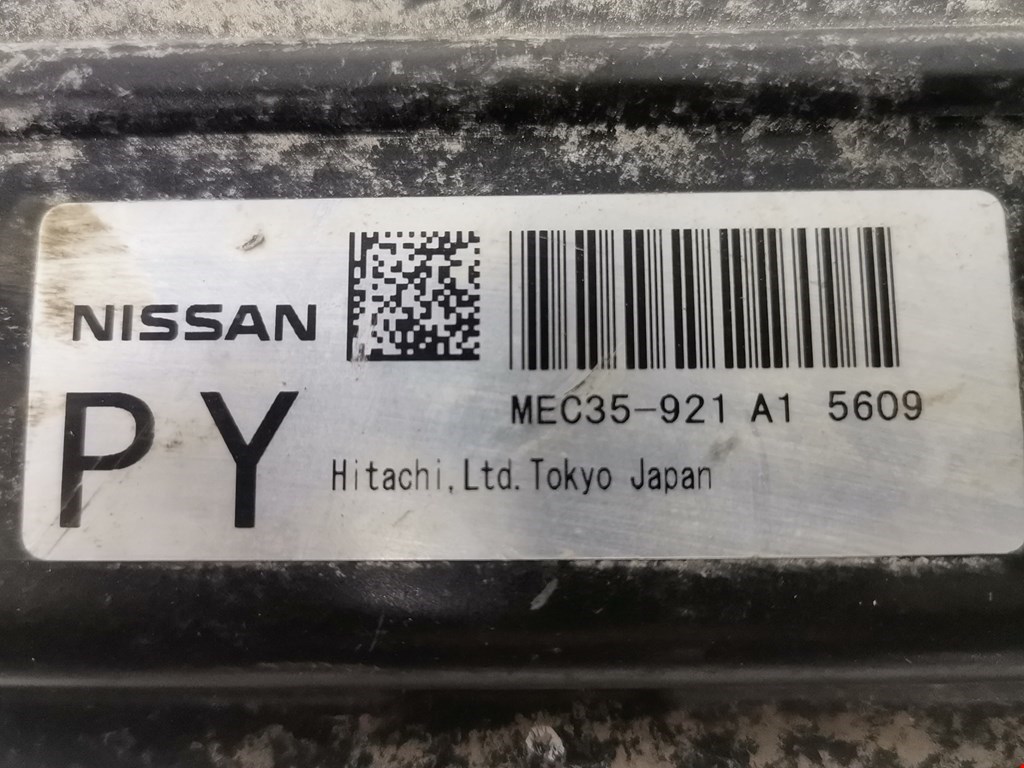 NISSAN
PY
MEC35-921 A1 5609
Hitachi,Ltd.Tokyo Japan